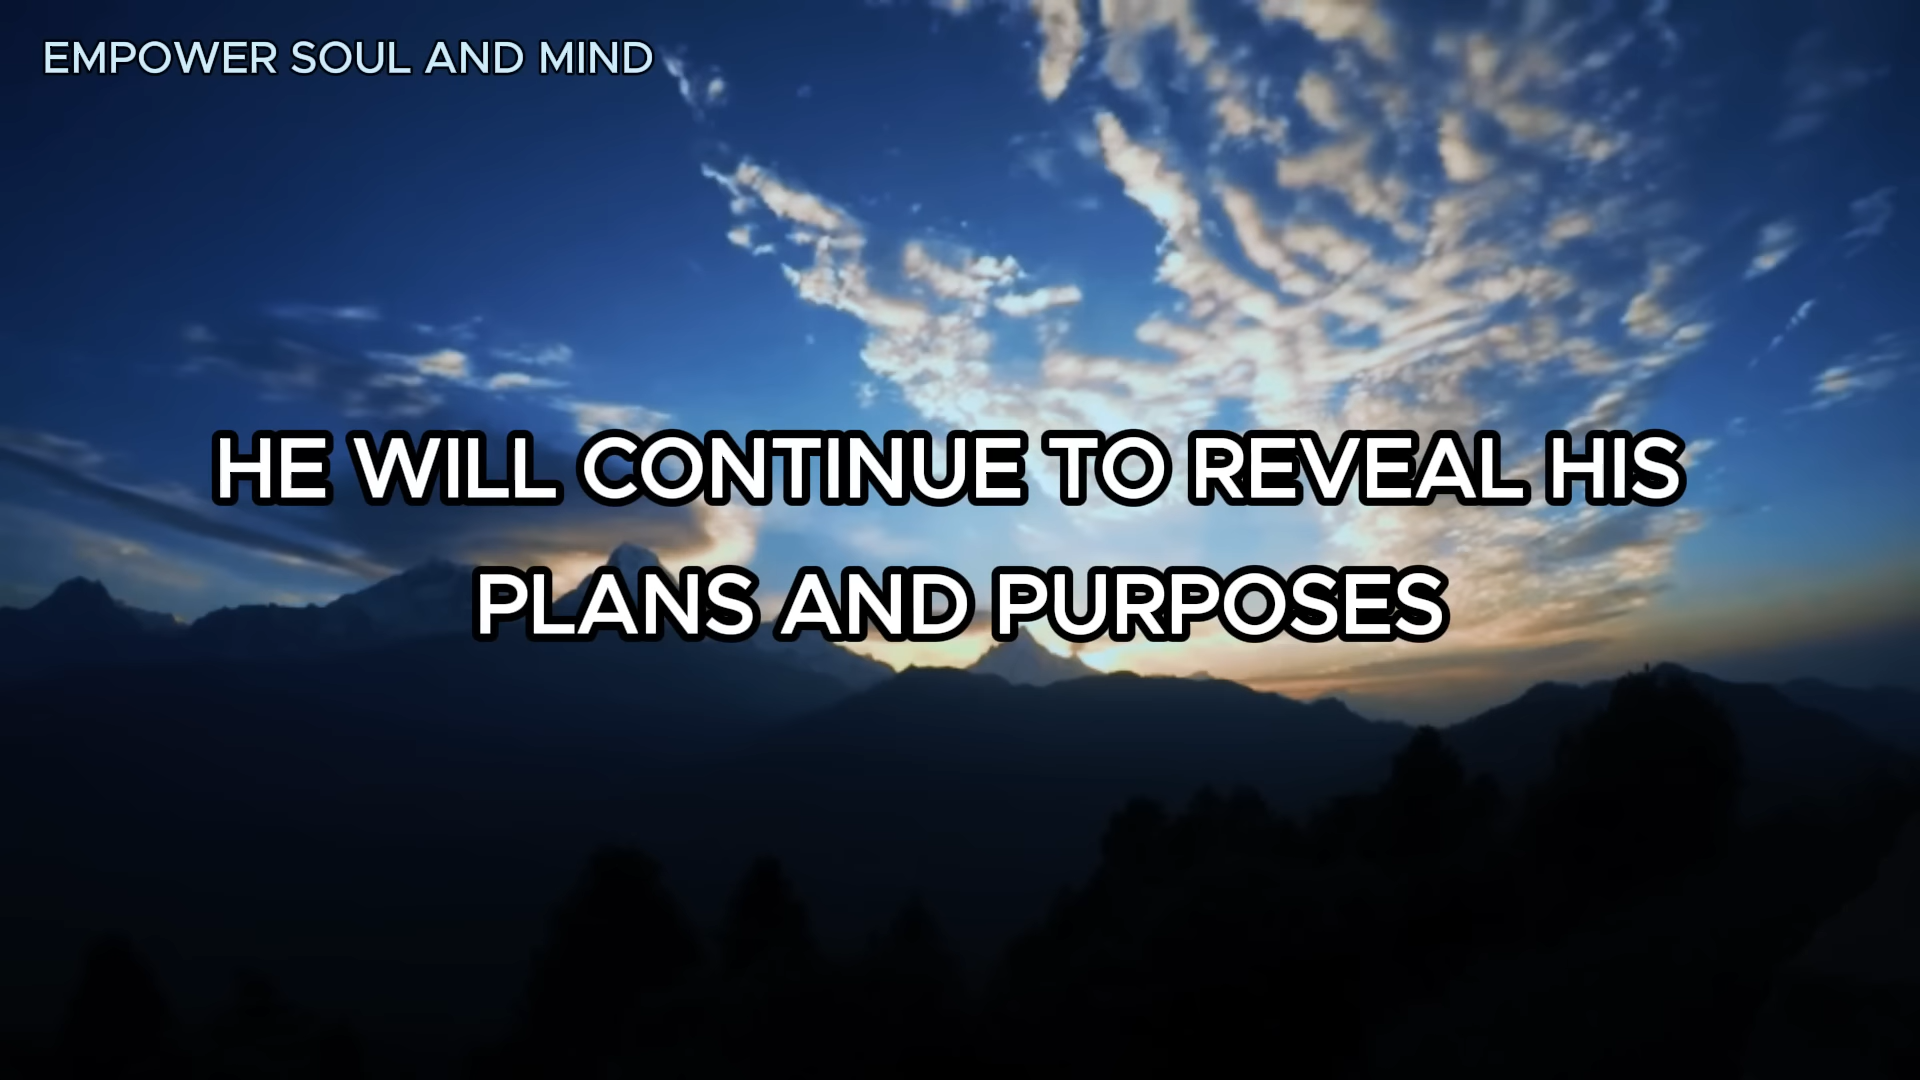 EMPOWER SOUL AND MIND
HE WILL CONTINUE TO REVEAL HIS
PLANS AND PURPOSES